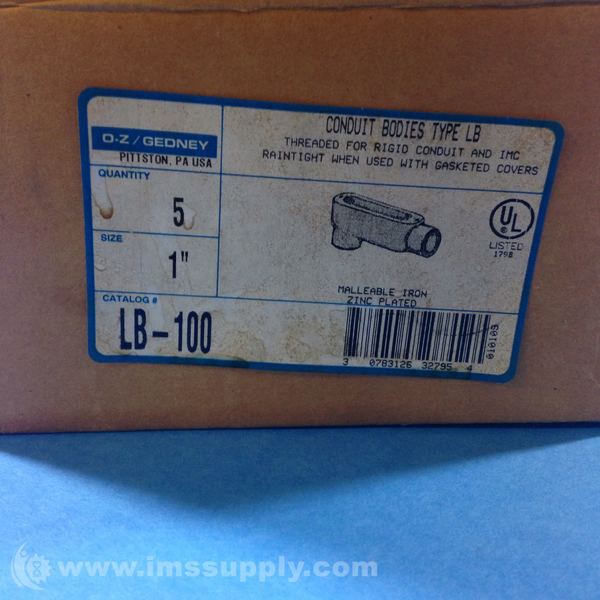 O-Z/GEDNEY
PITTSTON, PA USA
CONDUIT BODIES TYPE LB
THREADED FOR RIGID CONDUIT AND IMC
RAINTIGHT WHEN USED WITH GASKETED COVERS
QUANTITY
5
SIZE
1"
UL
LISTED
179B
MALLEABLE IRON
ZINC PLATED
CATALOG #
LB-100
3 0783126 32795 4
010103
www.imssupply.com